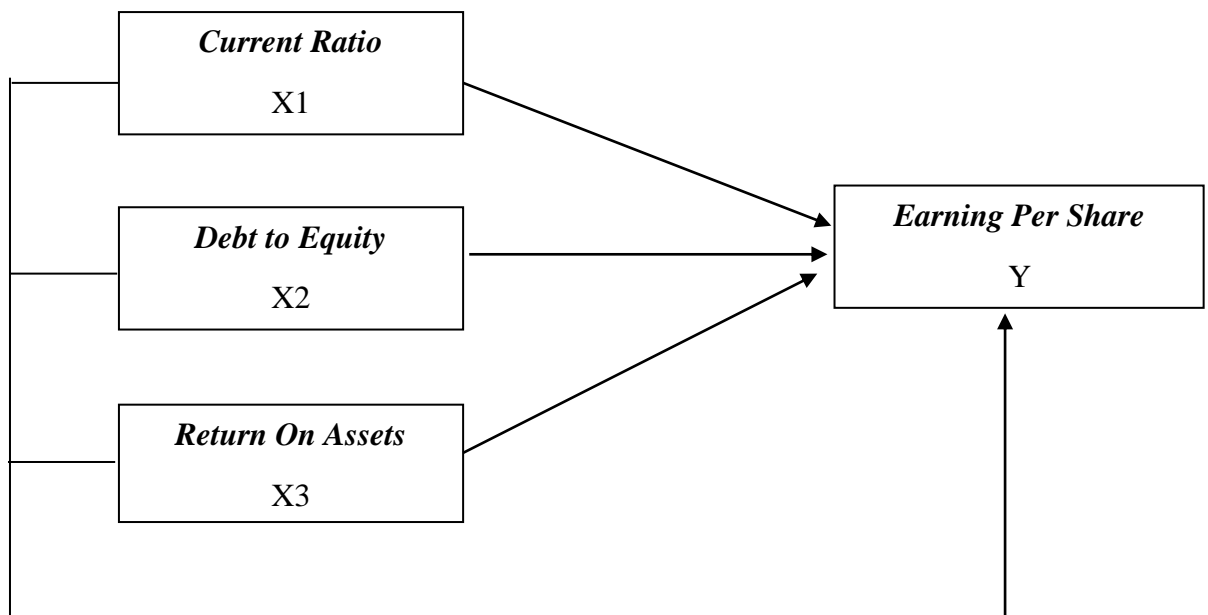 Current Ratio
X1
Debt to Equity
X2
Return On Assets
X3
Earning Per Share
Y